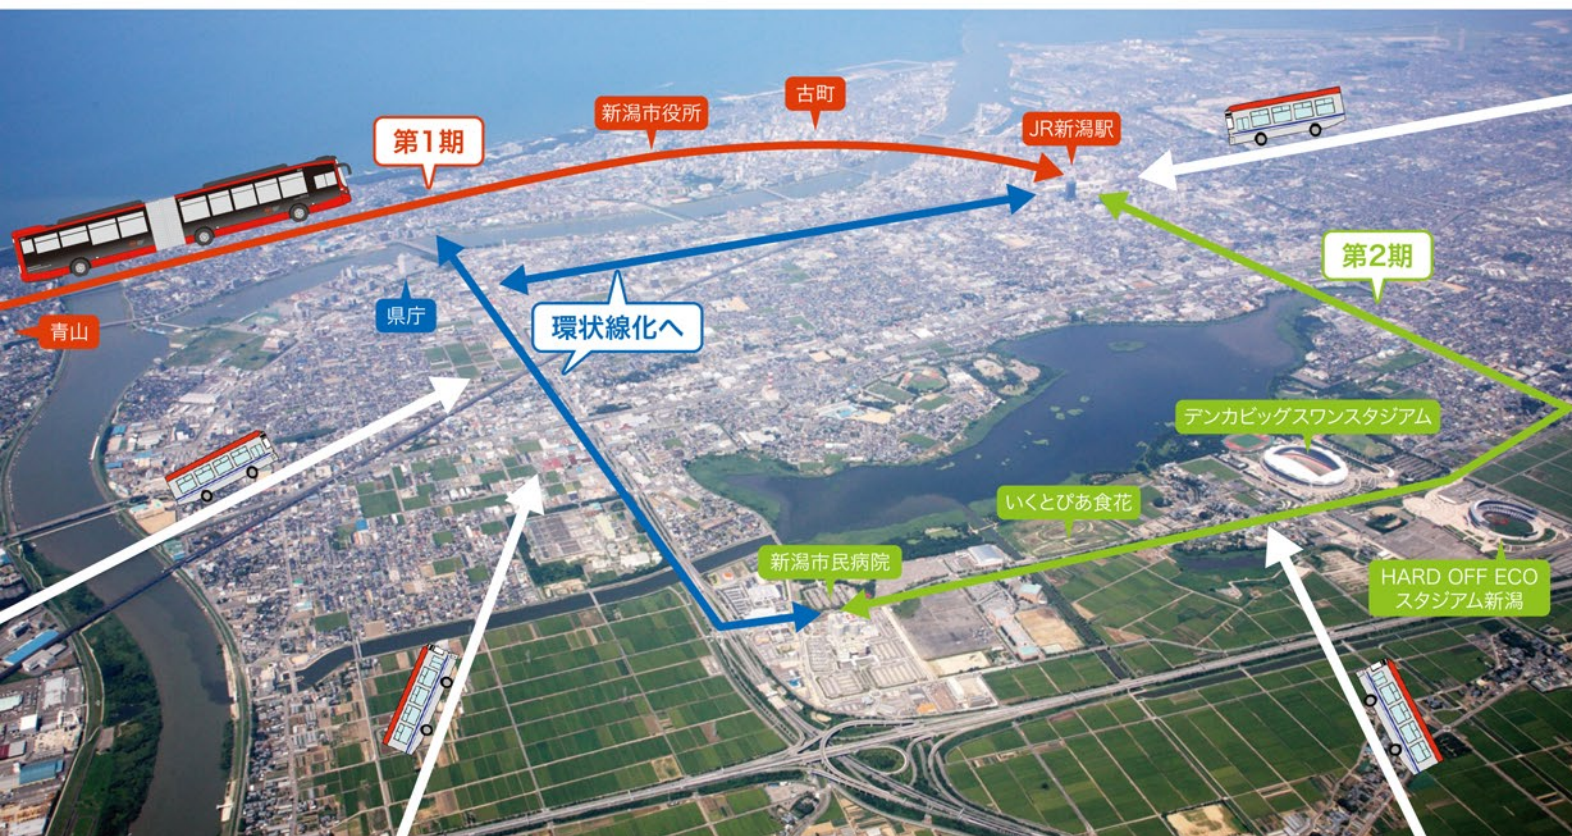 古町
新潟市役所
JR新潟駅
第1期
第2期
県庁
環状線化へ
青山
デンカビッグスワンスタジアム
いくとぴあ食花
新潟市民病院
HARD OFF ECO
スタジアム新潟